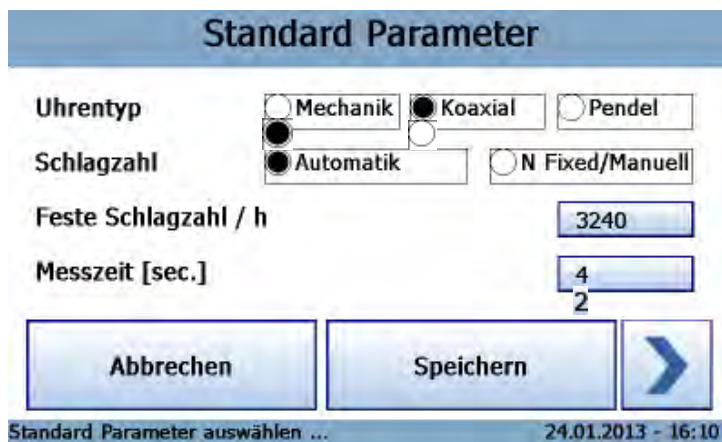 Standard Parameter
Uhrentyp Mechanik Koaxial Pendel
Schlagzahl Automatik N Fixed/Manuell
Feste Schlagzahl / h 3240
Messzeit [sec.] 4
2
Abbrechen Speichern
Standard Parameter auswählen ... 24.01.2013 - 16:10